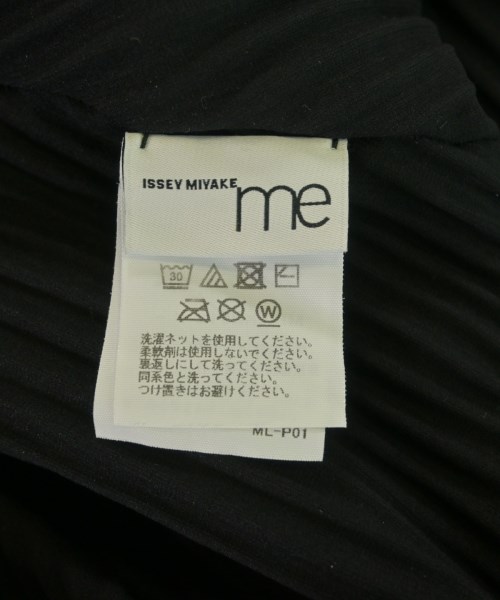 ISSEY MIYAKE me
30
W
洗濯ネットを使用してください。
柔軟剤は使用しないでください。
裏返しにして洗ってください。
同系色と洗ってください。
つけ置きはお避けください。
ML-P01